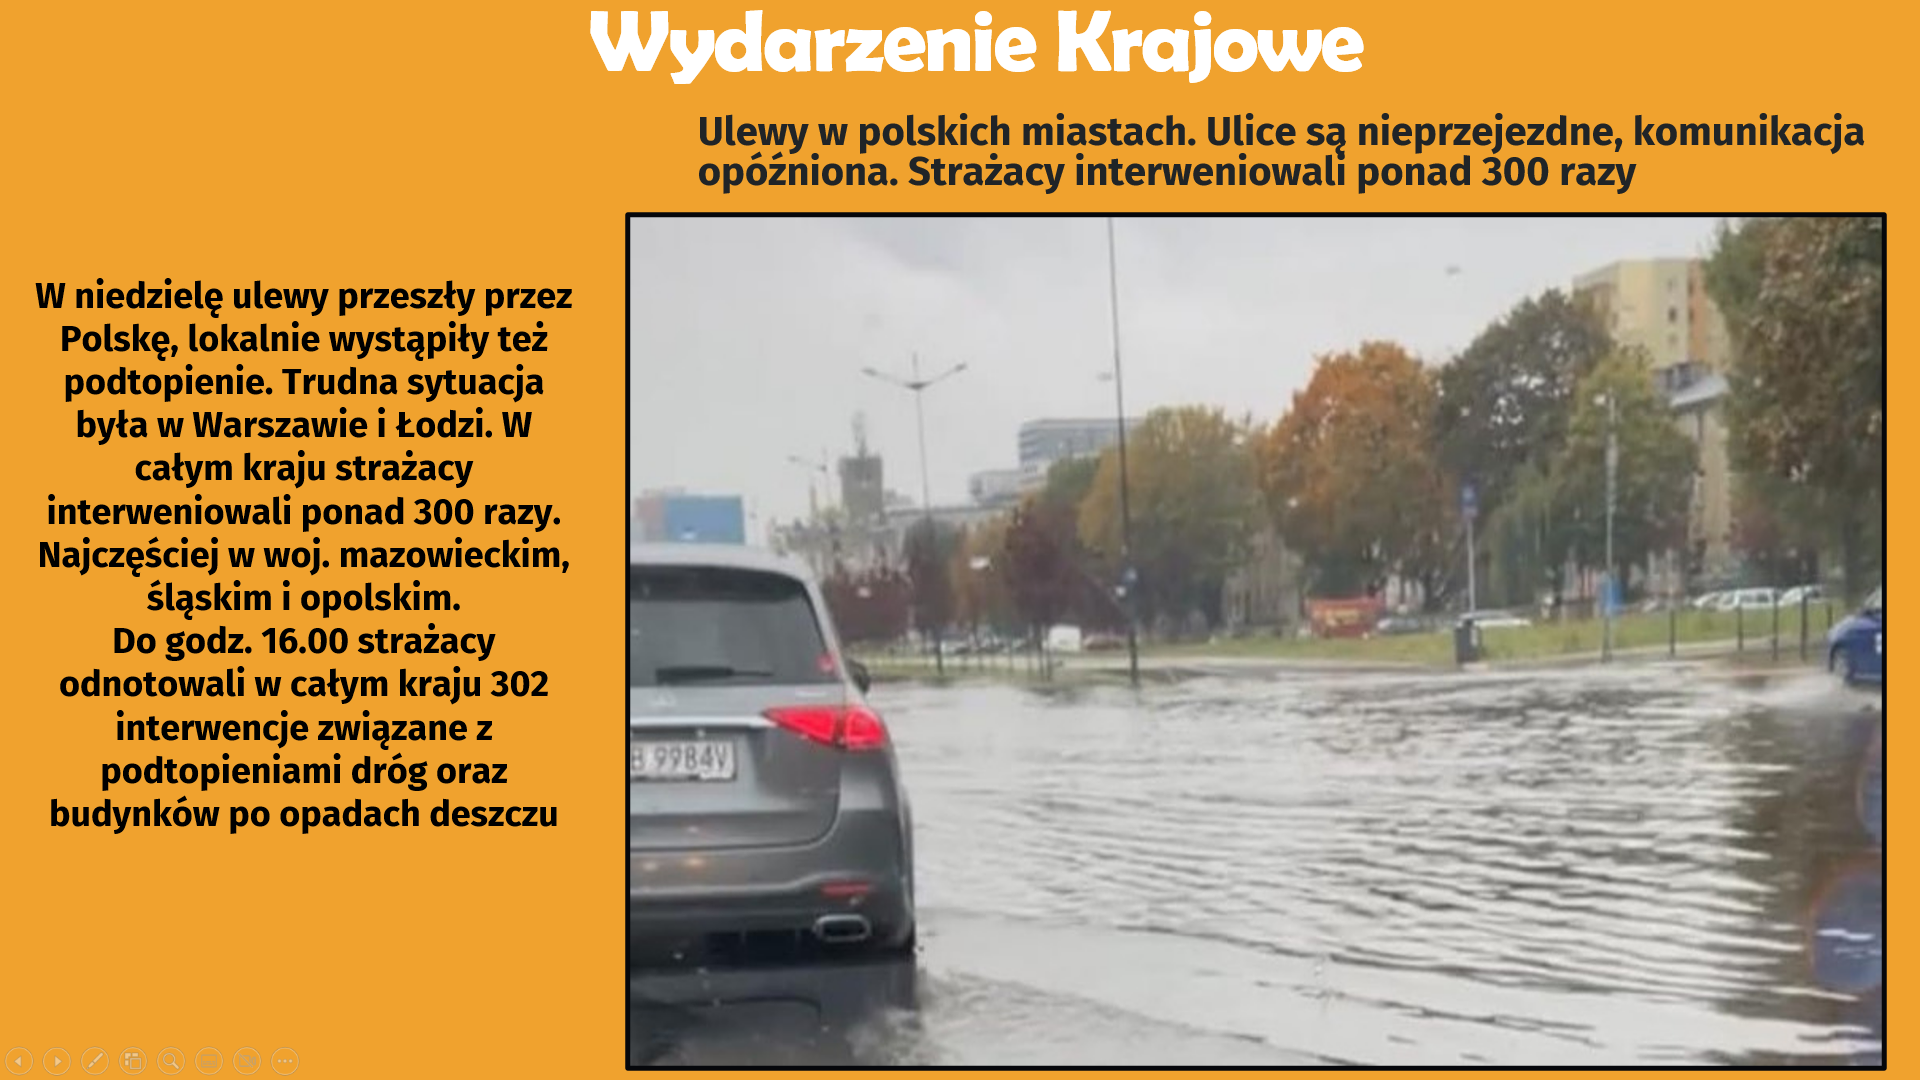 Wydarzenie Krajowe
Ulewy w polskich miastach. Ulice są nieprzejezdne, komunikacja
opóźniona. Strażacy interweniowali ponad 300 razy
W niedzielę ulewy przeszły przez
Polskę, lokalnie wystąpiły też
podtopienie. Trudna sytuacja
była w Warszawie i Łodzi. W
całym kraju strażacy
interweniowali ponad 300 razy.
Najczęściej w woj. mazowieckim,
śląskim i opolskim.
Do godz. 16.00 strażacy
odnotowali w całym kraju 302
interwencje związane z
podtopieniami dróg oraz
budynków po opadach deszczu
B 9984V